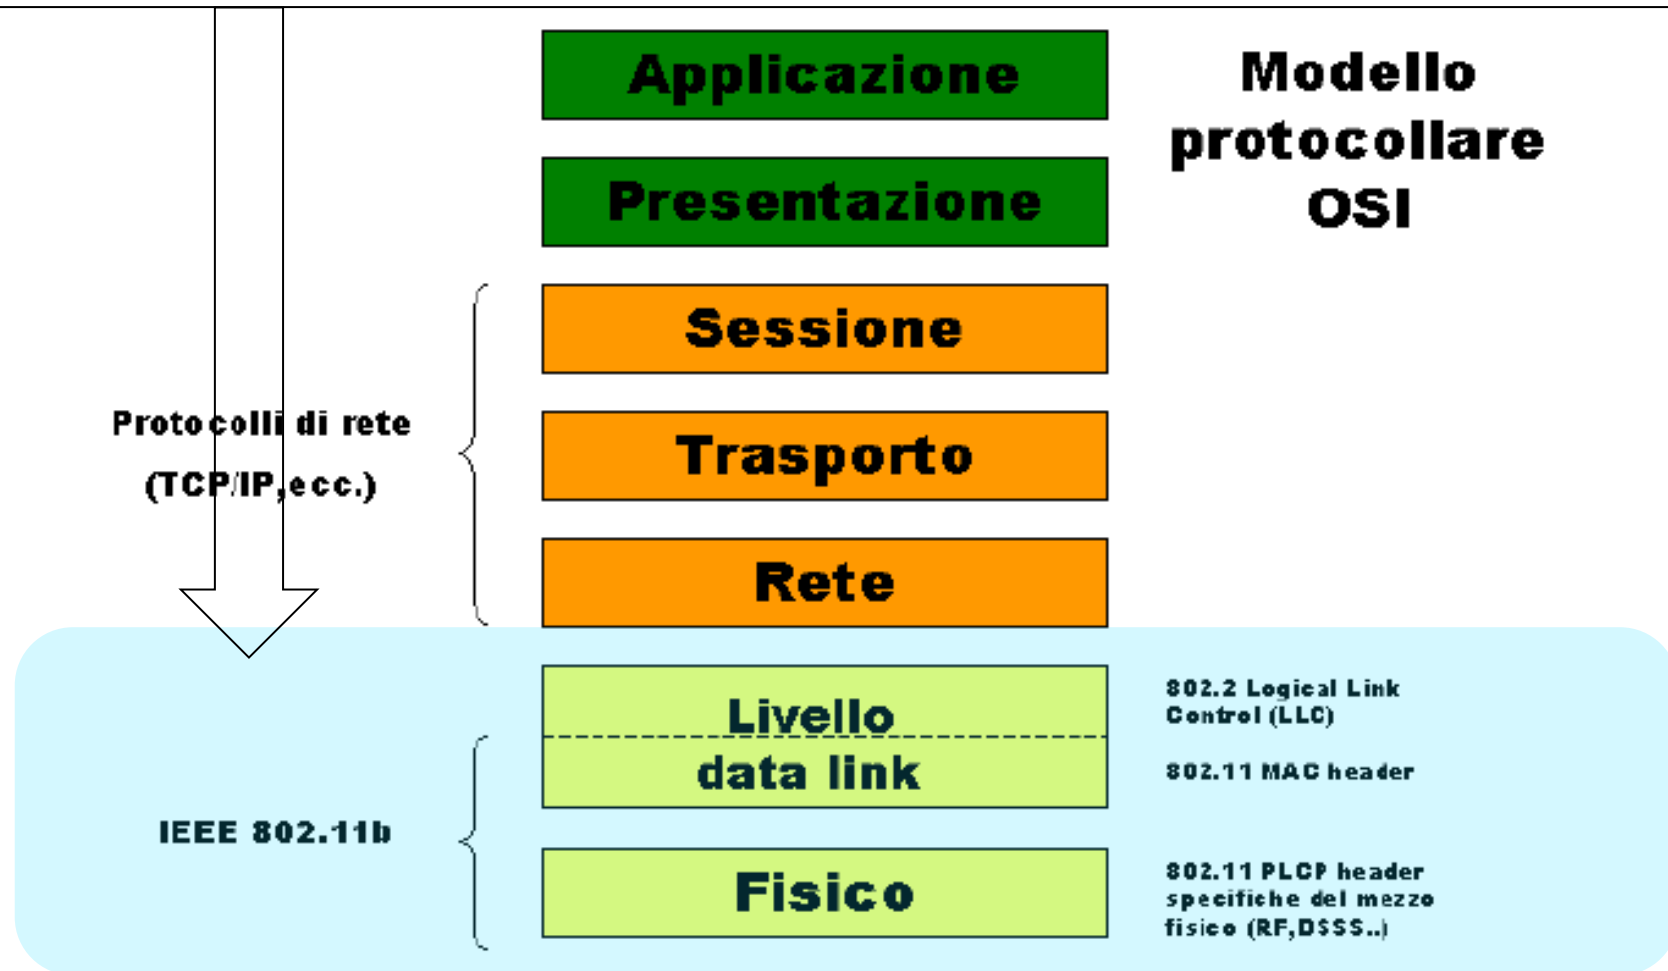 Applicazione
Modello
protocollare
OSI
Presentazione
Sessione
Protocolli di rete
(TCP/IP,ecc.)
Trasporto
Rete
Livello
data link
802.2 Logical Link
Control (LLC)
802.11 MAC header
IEEE 802.11b
Fisico
802.11 PLCP header
specifiche del mezzo
fisico (RF,DSSS..)